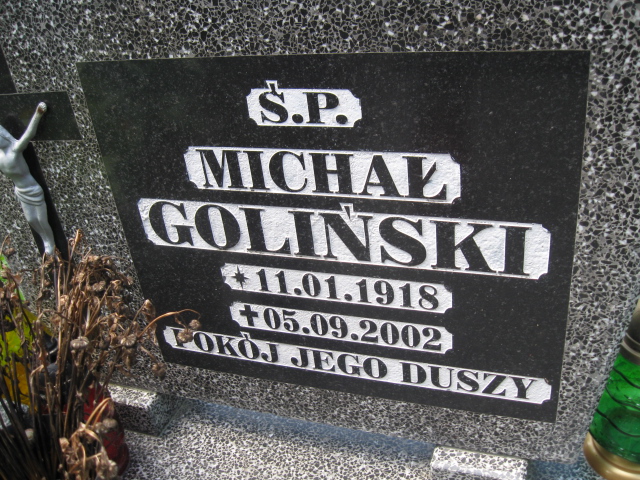 Ś.P.
MICHAŁ
GOLIŃSKI
* 11.01.1918
✝ 05.09.2002
POKÓJ JEGO DUSZY